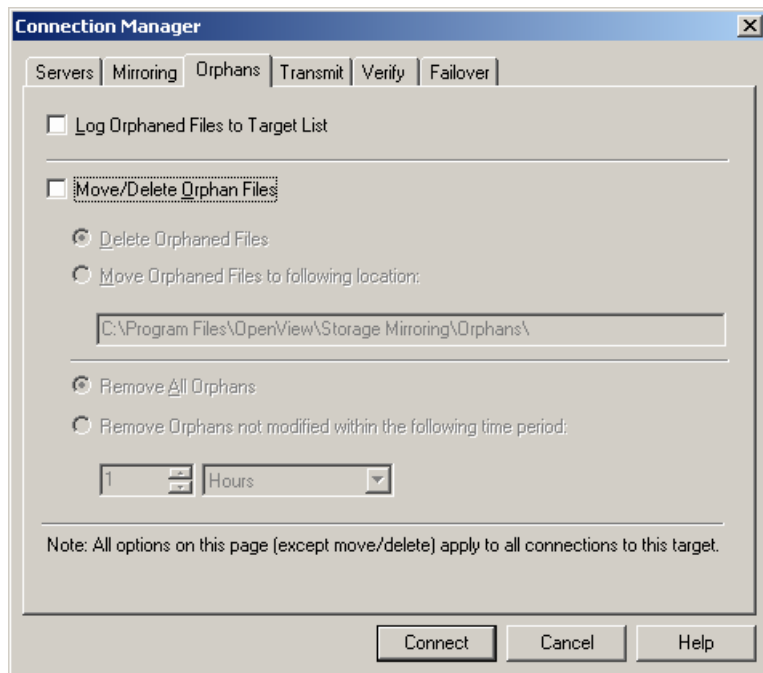 Connection Manager
Servers Mirroring Orphans Transmit Verify Failover
Log Orphaned Files to Target List
Move/Delete Orphan Files
Delete Orphaned Files
Move Orphaned Files to following location:
C:\Program Files\OpenView\Storage Mirroring\Orphans\
Remove All Orphans
Remove Orphans not modified within the following time period:
1 Hours
Note: All options on this page (except move/delete) apply to all connections to this target.
Connect Cancel Help